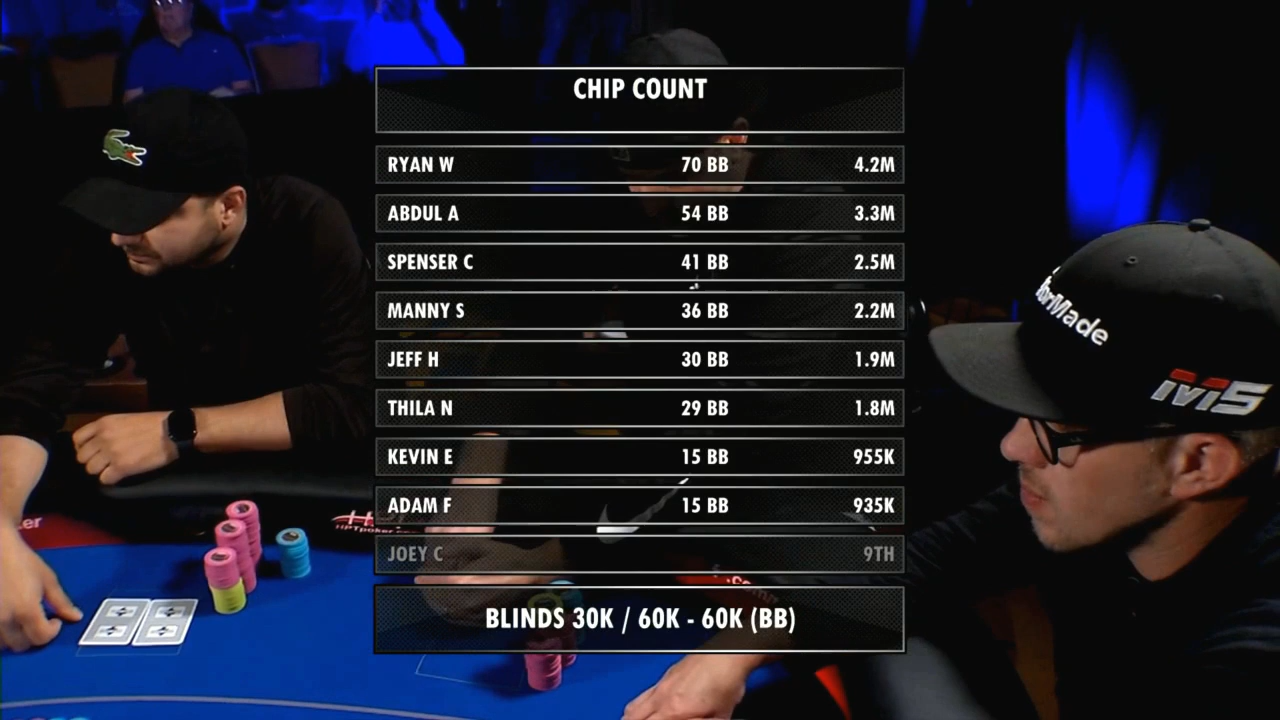 CHIP COUNT
RYAN W 70 BB 4.2M
ABDUL A 54 BB 3.3M
SPENSER C 41 BB 2.5M
MANNY S 36 BB 2.2M
JEFF H 30 BB 1.9M
THILA N 29 BB 1.8M
KEVIN E 15 BB 955K
ADAM F 15 BB 935K
JOEY C 9TH
BLINDS 30K / 60K - 60K (BB)
M5